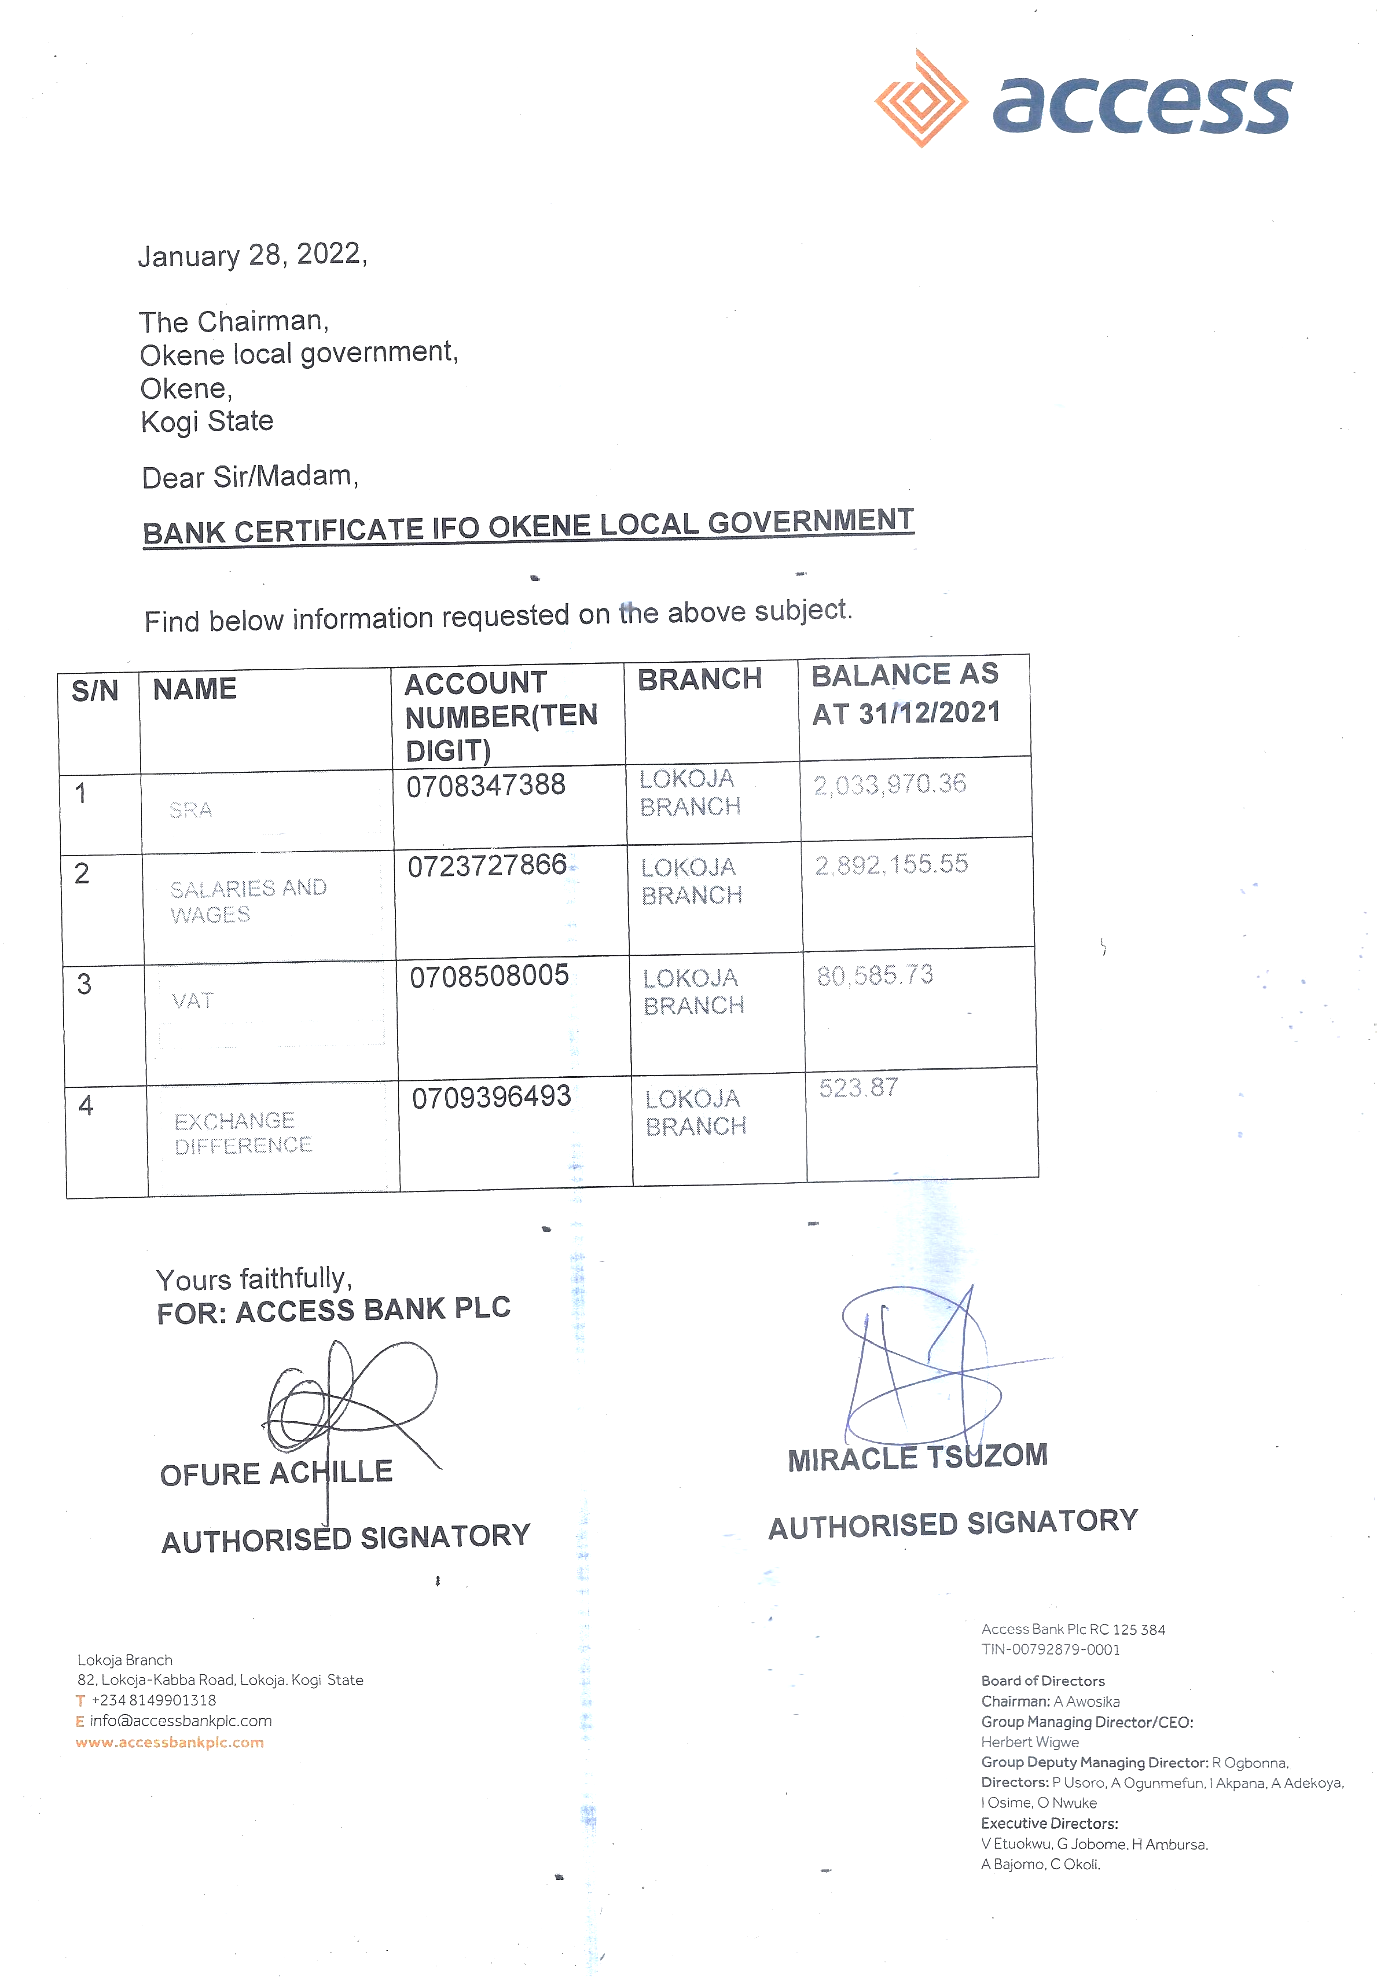 access
January 28, 2022,
The Chairman,
Okene local government,
Okene,
Kogi State
Dear Sir/Madam,
BANK CERTIFICATE IFO OKENE LOCAL GOVERNMENT
Find below information requested on the above subject.
S/N NAME ACCOUNT NUMBER(TEN DIGIT) BRANCH BALANCE AS AT 31/12/2021
1 SRA 0708347388 LOKOJA BRANCH 2,033,970.36
2 SALARIES AND WAGES 0723727866 LOKOJA BRANCH 2,892,155.55
3 VAT 0708508005 LOKOJA BRANCH 80,585.73
4 EXCHANGE DIFFERENCE 0709396493 LOKOJA BRANCH 523.87
Yours faithfully,
FOR: ACCESS BANK PLC
OFURE ACHILLE
AUTHORISED SIGNATORY
MIRACLE TSUZOM
AUTHORISED SIGNATORY
Lokoja Branch
82, Lokoja-Kabba Road, Lokoja. Kogi State
T +234 8149901318
E info@accessbankplc.com
www.accessbankplc.com
Access Bank Plc RC 125 384
TIN-00792879-0001
Board of Directors
Chairman: A Awosika
Group Managing Director/CEO:
Herbert Wigwe
Group Deputy Managing Director: R Ogbonna,
Directors: P Usoro, A Ogunmefun, I Akpana, A Adekoya,
I Osime, O Nwuke
Executive Directors:
V Etuokwu, G Jobome, H Ambursa,
A Bajomo, C Okoli.